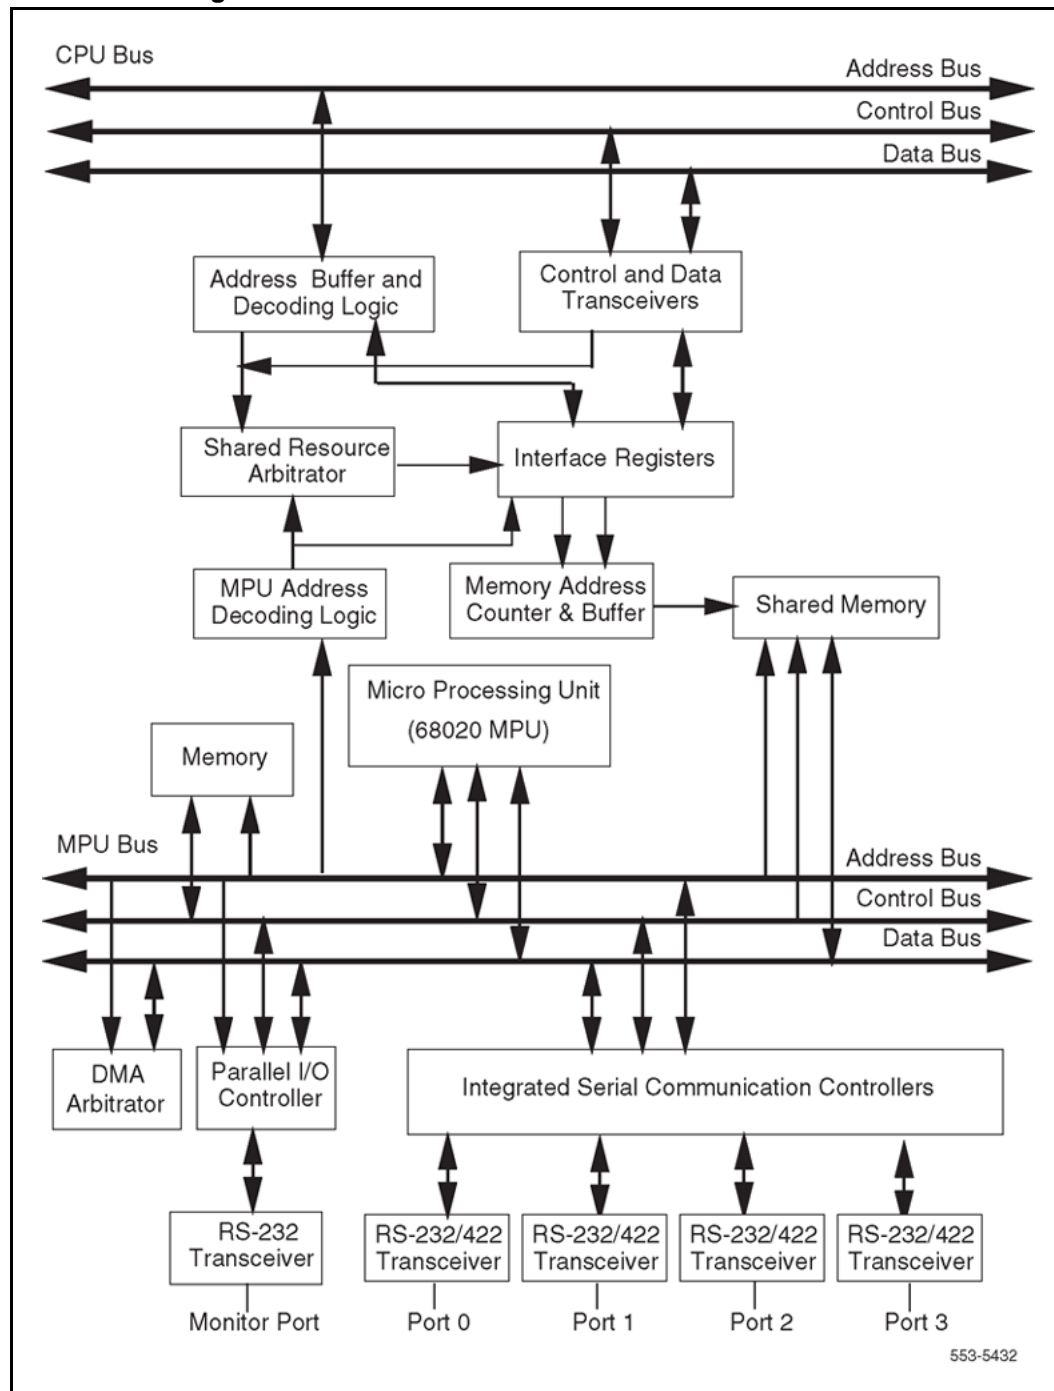 CPU Bus
Address Bus
Control Bus
Data Bus
Address Buffer and
Decoding Logic
Control and Data
Transceivers
Shared Resource
Arbitrator
Interface Registers
MPU Address
Decoding Logic
Memory Address
Counter & Buffer
Shared Memory
Micro Processing Unit
(68020 MPU)
Memory
MPU Bus
Address Bus
Control Bus
Data Bus
DMA
Arbitrator
Parallel I/O
Controller
Integrated Serial Communication Controllers
RS-232
Transceiver
RS-232/422
Transceiver
RS-232/422
Transceiver
RS-232/422
Transceiver
RS-232/422
Transceiver
Monitor Port
Port 0
Port 1
Port 2
Port 3
553-5432